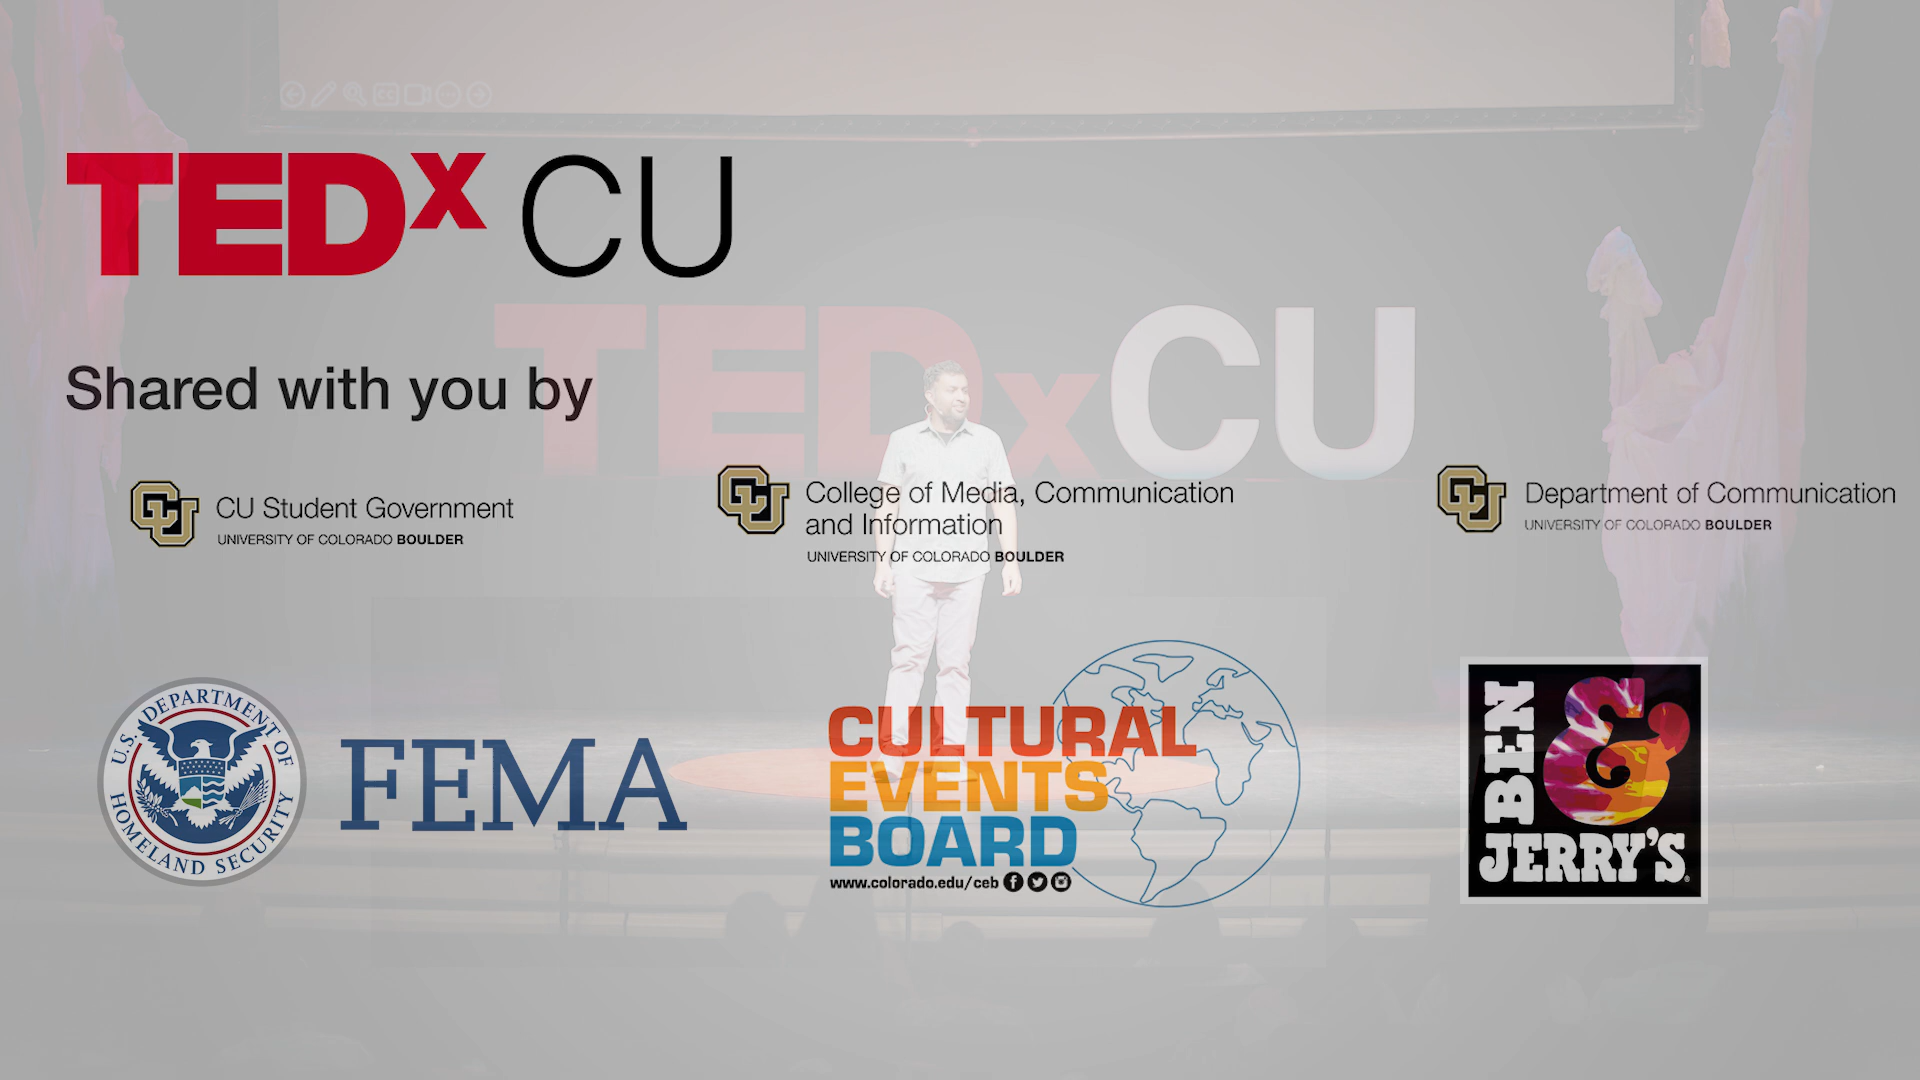 TEDx CU
TEDxCU
Shared with you by
CU Student Government
UNIVERSITY OF COLORADO BOULDER
College of Media, Communication
and Information
UNIVERSITY OF COLORADO BOULDER
Department of Communication
UNIVERSITY OF COLORADO BOULDER
U.S. DEPARTMENT OF
HOMELAND SECURITY
FEMA
CULTURAL
EVENTS
BOARD
www.colorado.edu/ceb
BEN &
JERRY'S